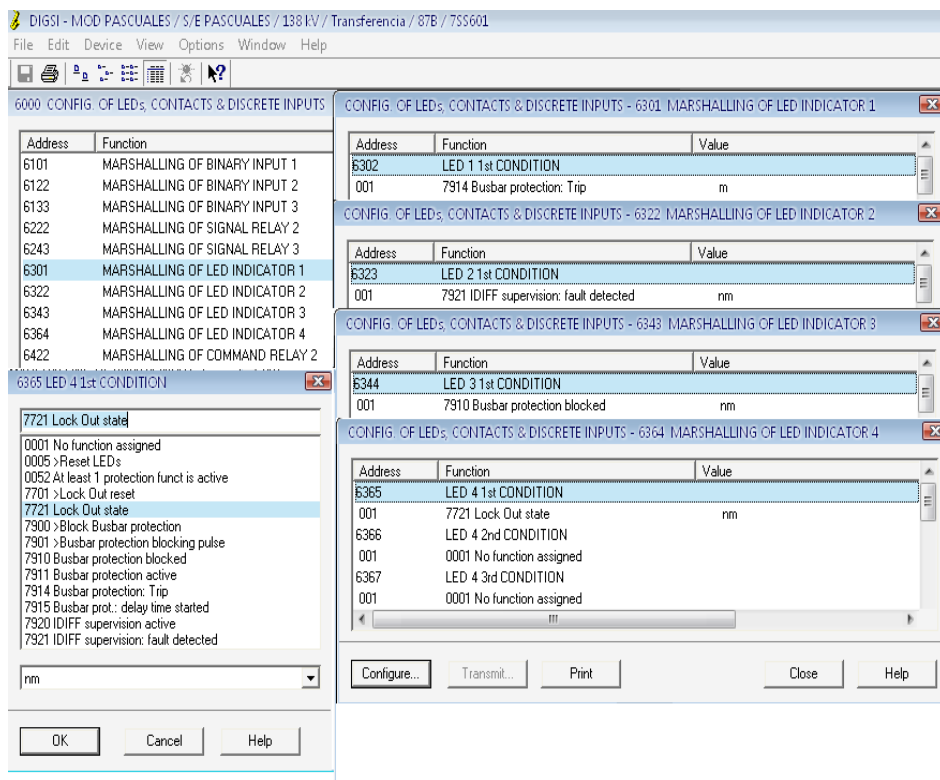 DIGSI - MOD PASCUALES / S/E PASCUALES / 138 kV / Transferencia / 87B / 7SS601
File Edit Device View Options Window Help
6000 CONFIG. OF LEDs, CONTACTS & DISCRETE INPUTS
Address Function
6101 MARSHALLING OF BINARY INPUT 1
6122 MARSHALLING OF BINARY INPUT 2
6133 MARSHALLING OF BINARY INPUT 3
6222 MARSHALLING OF SIGNAL RELAY 2
6243 MARSHALLING OF SIGNAL RELAY 3
6301 MARSHALLING OF LED INDICATOR 1
6322 MARSHALLING OF LED INDICATOR 2
6343 MARSHALLING OF LED INDICATOR 3
6364 MARSHALLING OF LED INDICATOR 4
6422 MARSHALLING OF COMMAND RELAY 2
CONFIG. OF LEDs, CONTACTS & DISCRETE INPUTS - 6301 MARSHALLING OF LED INDICATOR 1
Address Function Value
6302 LED 1 1st CONDITION
001 7914 Busbar protection: Trip m
CONFIG. OF LEDs, CONTACTS & DISCRETE INPUTS - 6322 MARSHALLING OF LED INDICATOR 2
Address Function Value
6323 LED 2 1st CONDITION
001 7921 IDIFF supervision: fault detected nm
CONFIG. OF LEDs, CONTACTS & DISCRETE INPUTS - 6343 MARSHALLING OF LED INDICATOR 3
Address Function Value
6344 LED 3 1st CONDITION
001 7910 Busbar protection blocked nm
CONFIG. OF LEDs, CONTACTS & DISCRETE INPUTS - 6364 MARSHALLING OF LED INDICATOR 4
Address Function Value
6365 LED 4 1st CONDITION
001 7721 Lock Out state nm
6366 LED 4 2nd CONDITION
001 0001 No function assigned
6367 LED 4 3rd CONDITION
001 0001 No function assigned
Configure... Transmit... Print Close Help
6365 LED 4 1st CONDITION
7721 Lock Out state
0001 No function assigned
0005 >Reset LEDs
0052 At least 1 protection funct is active
7701 >Lock Out reset
7721 Lock Out state
7900 >Block Busbar protection
7901 >Busbar protection blocking pulse
7910 Busbar protection blocked
7911 Busbar protection active
7914 Busbar protection: Trip
7915 Busbar prot.: delay time started
7920 IDIFF supervision active
7921 IDIFF supervision: fault detected
nm
OK Cancel Help